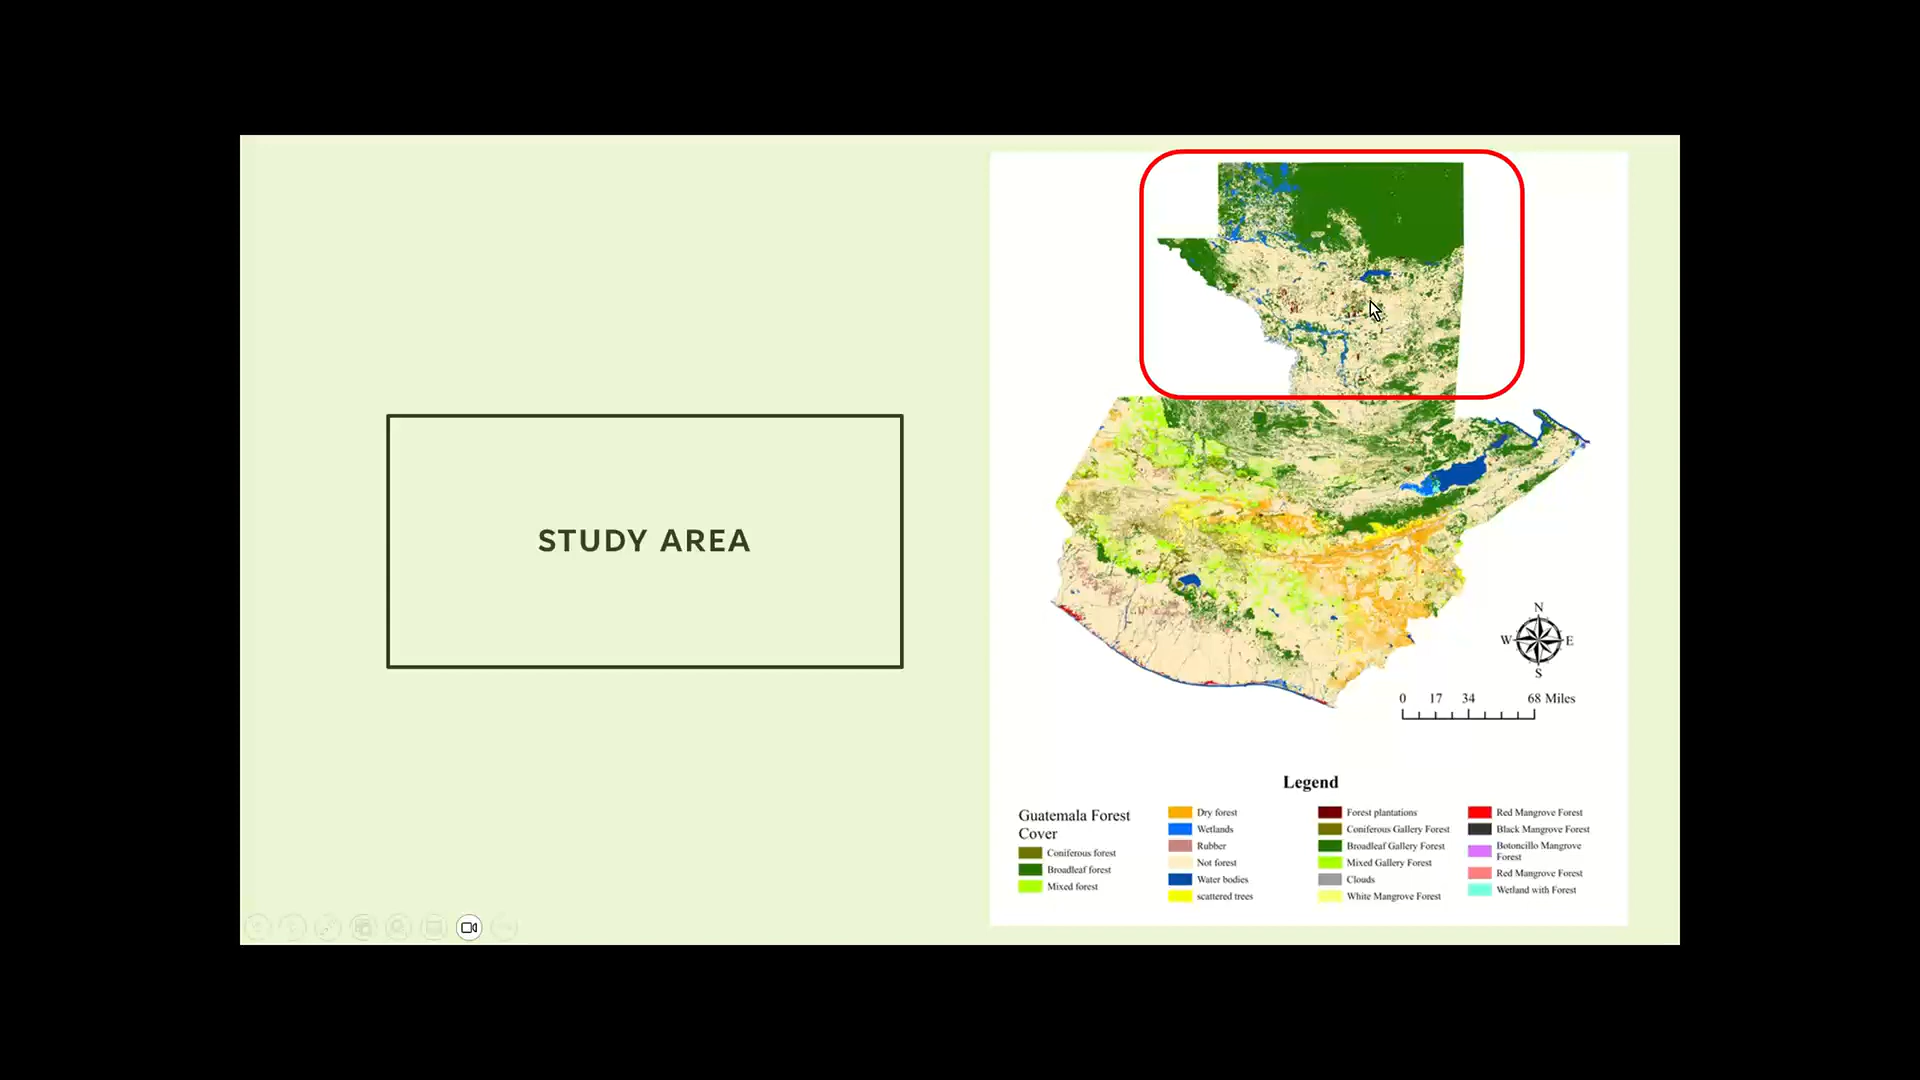 STUDY AREA
N
W
E
S
0 17 34 68 Miles
Legend
Guatemala Forest
Cover
Coniferous forest
Broadleaf forest
Mixed forest
Dry forest
Wetlands
Rubber
Not forest
Water bodies
scattered trees
Forest plantations
Coniferous Gallery Forest
Broadleaf Gallery Forest
Mixed Gallery Forest
Clouds
White Mangrove Forest
Red Mangrove Forest
Black Mangrove Forest
Botoncillo Mangrove
Forest
Red Mangrove Forest
Wetland with Forest